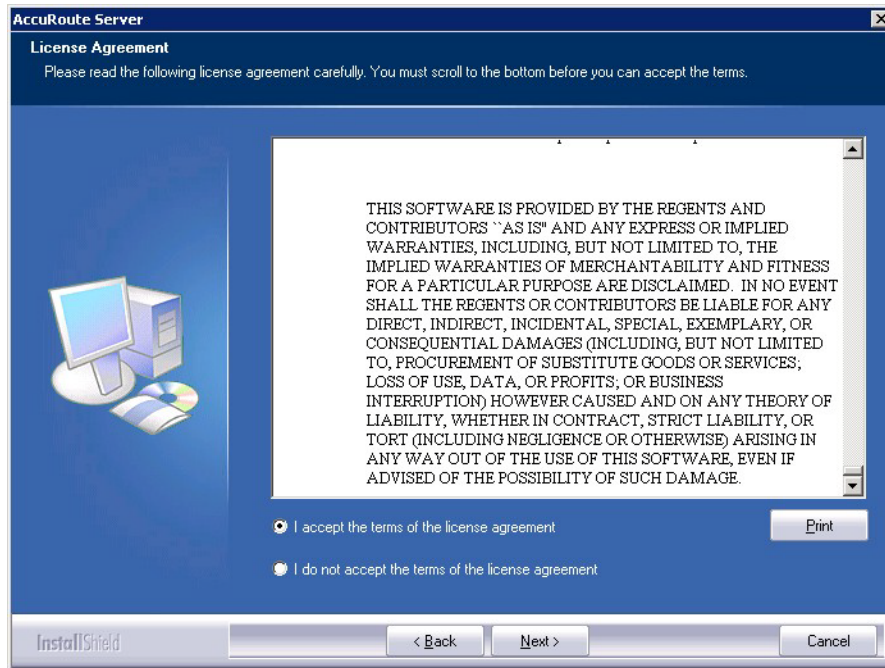 AccuRoute Server
License Agreement
Please read the following license agreement carefully. You must scroll to the bottom before you can accept the terms.
THIS SOFTWARE IS PROVIDED BY THE REGENTS AND
CONTRIBUTORS ``AS IS'' AND ANY EXPRESS OR IMPLIED
WARRANTIES, INCLUDING, BUT NOT LIMITED TO, THE
IMPLIED WARRANTIES OF MERCHANTABILITY AND FITNESS
FOR A PARTICULAR PURPOSE ARE DISCLAIMED.  IN NO EVENT
SHALL THE REGENTS OR CONTRIBUTORS BE LIABLE FOR ANY
DIRECT, INDIRECT, INCIDENTAL, SPECIAL, EXEMPLARY, OR
CONSEQUENTIAL DAMAGES (INCLUDING, BUT NOT LIMITED
TO, PROCUREMENT OF SUBSTITUTE GOODS OR SERVICES;
LOSS OF USE, DATA, OR PROFITS; OR BUSINESS
INTERRUPTION) HOWEVER CAUSED AND ON ANY THEORY OF
LIABILITY, WHETHER IN CONTRACT, STRICT LIABILITY, OR
TORT (INCLUDING NEGLIGENCE OR OTHERWISE) ARISING IN
ANY WAY OUT OF THE USE OF THIS SOFTWARE, EVEN IF
ADVISED OF THE POSSIBILITY OF SUCH DAMAGE.
I accept the terms of the license agreement
Print
I do not accept the terms of the license agreement
InstallShield
< Back
Next >
Cancel